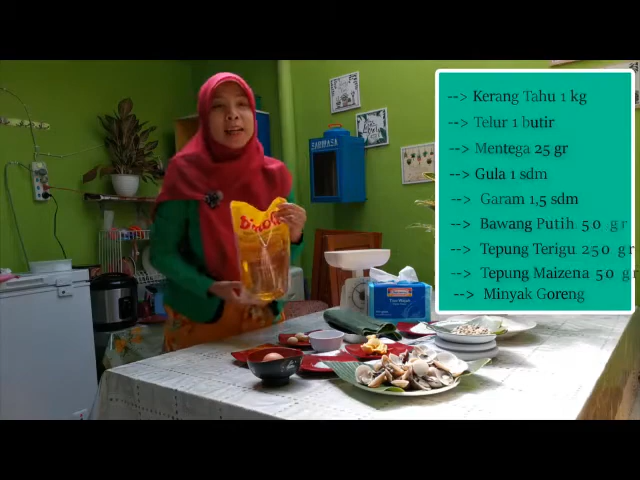 --> Kerang Tahu 1 kg
--> Telur 1 butir
--> Mentega 25 gr
--> Gula 1 sdm
--> Garam 1,5 sdm
--> Bawang Putih 50 gr
--> Tepung Terigu 250 gr
--> Tepung Maizena 50 gr
--> Minyak Goreng